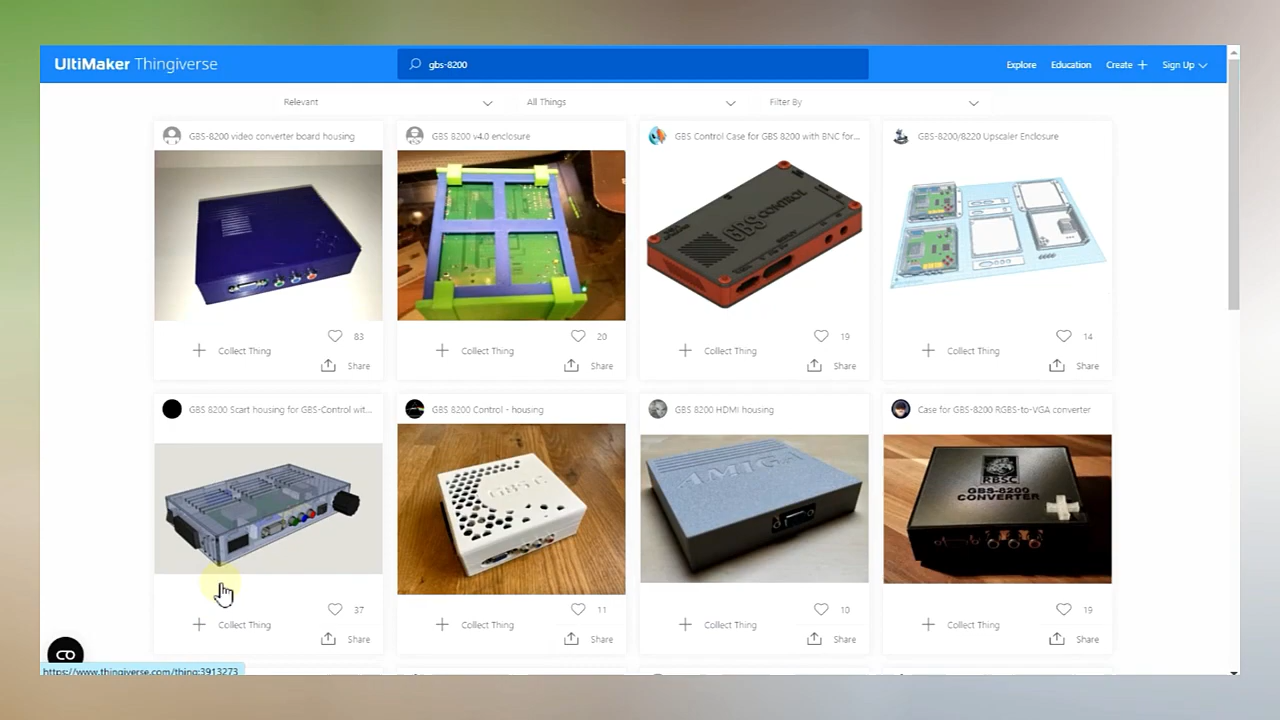 UltiMaker Thingiverse
gbs-8200
Explore
Education
Create
Sign Up
Relevant
All Things
Filter By
GBS-8200 video converter board housing
GBS 8200 v4.0 enclosure
GBS Control Case for GBS 8200 with BNC for...
GBS-8200/8220 Upscaler Enclosure
GBS CONTROL
83
Collect Thing
Share
20
Collect Thing
Share
19
Collect Thing
Share
14
Collect Thing
Share
GBS 8200 Scart housing for GBS-Control wit...
GBS 8200 Control - housing
GBS 8200 HDMI housing
Case for GBS-8200 RGBS-to-VGA converter
GBS C
AMIGA
RBSC
GBS-8200
CONVERTER
37
Collect Thing
Share
11
Collect Thing
Share
10
Collect Thing
Share
19
Collect Thing
Share
https://www.thingiverse.com/thing:3913273